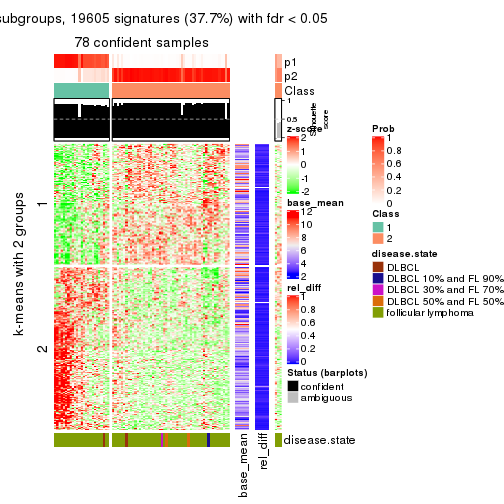 subgroups, 19605 signatures (37.7%) with fdr < 0.05
78 confident samples
p1
p2
Class
1
0.5
0
Silhouette
score
k-means with 2 groups
1
2
z-score
2
1
0
-1
-2
base_mean
12
10
8
6
4
2
rel_diff
1
0.8
0.6
0.4
0.2
0
Status (barplots)
confident
ambiguous
Prob
1
0.8
0.6
0.4
0.2
0
Class
1
2
disease.state
DLBCL
DLBCL 10% and FL 90%
DLBCL 30% and FL 70%
DLBCL 50% and FL 50%
follicular lymphoma
disease.state
base_mean
rel_diff